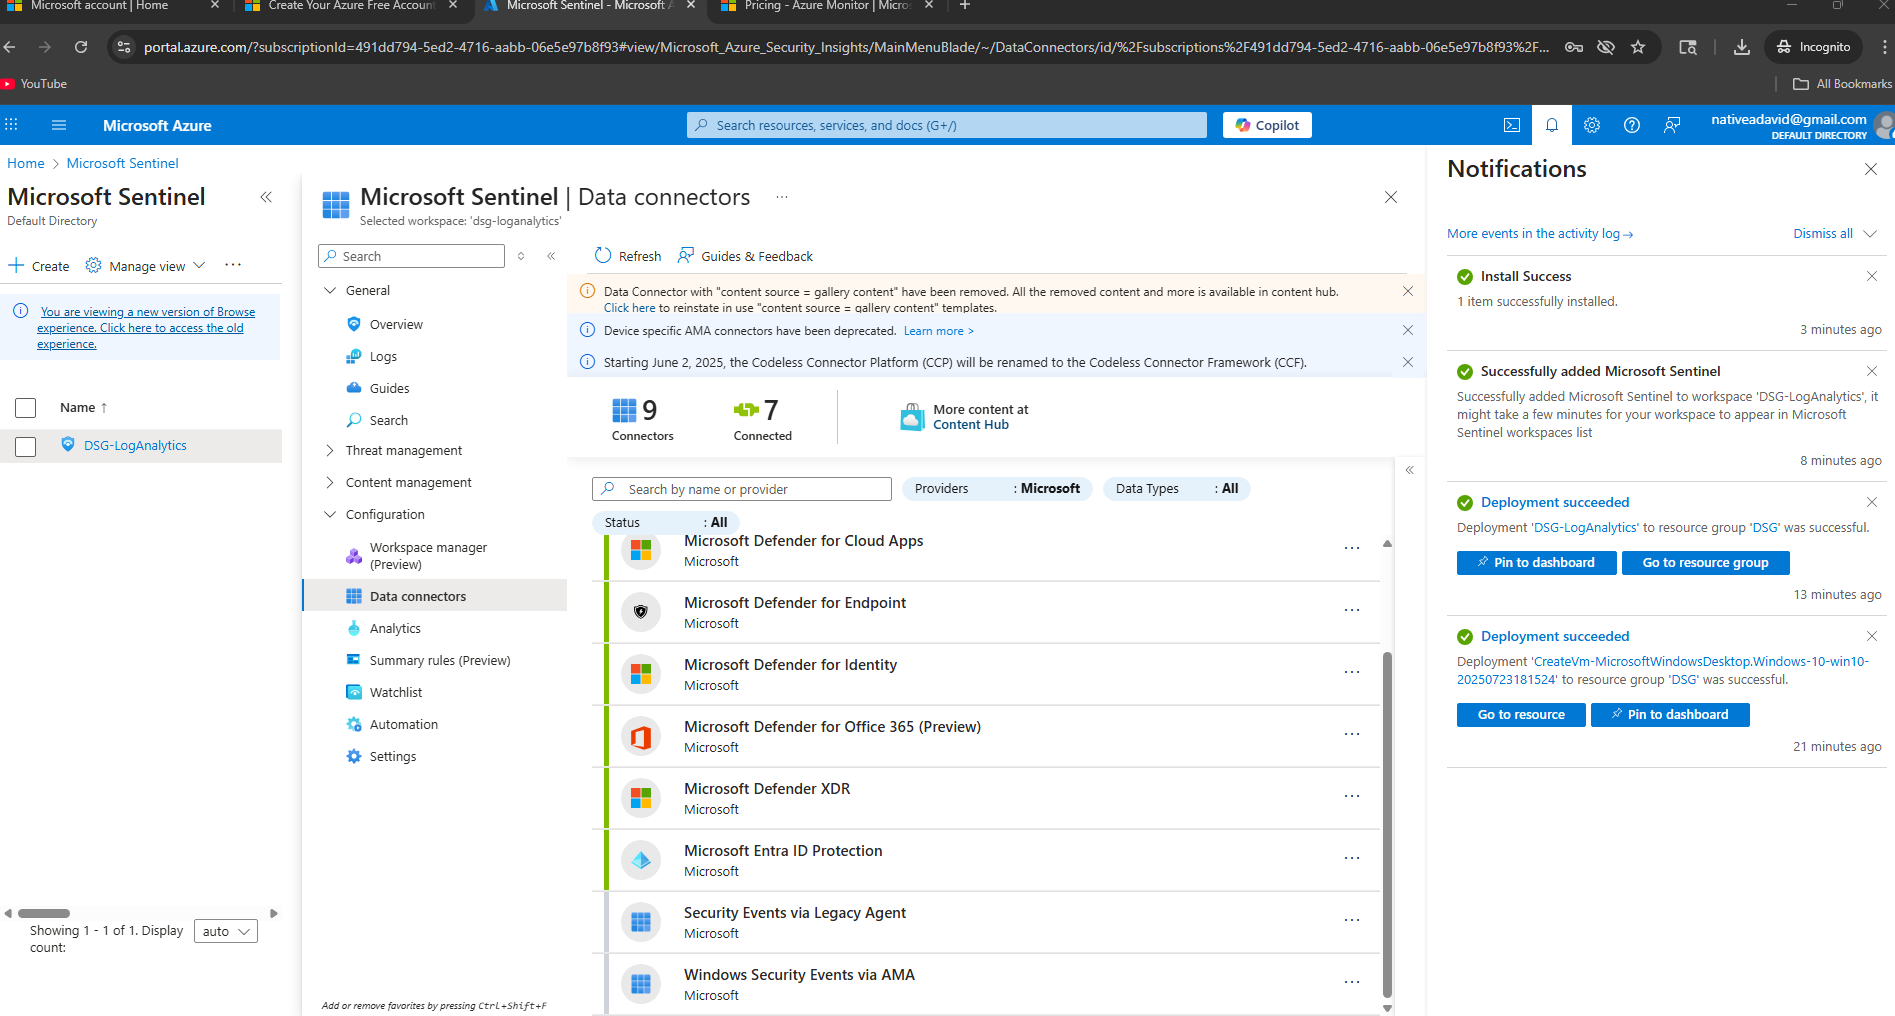 Microsoft account | Home
Create Your Azure Free Account
Microsoft Sentinel - Microsoft A
Pricing - Azure Monitor | Micros
portal.azure.com/?subscriptionId=491dd794-5ed2-4716-aabb-06e5e97b8f93#view/Microsoft_Azure_Security_Insights/MainMenuBlade/~/DataConnectors/id/%2Fsubscriptions%2F491dd794-5ed2-4716-aabb-06e5e97b8f93%2F...
Incognito
YouTube
All Bookmarks
Microsoft Azure
Search resources, services, and docs (G+/)
Copilot
nativeadavid@gmail.com
DEFAULT DIRECTORY
Home > Microsoft Sentinel
Microsoft Sentinel
Default Directory
Create
Manage view
...
You are viewing a new version of Browse
experience. Click here to access the old
experience.
Name ↑
DSG-LogAnalytics
Showing 1 - 1 of 1. Display
count:
auto
Microsoft Sentinel | Data connectors
...
Selected workspace: 'dsg-loganalytics'
Search
General
Overview
Logs
Guides
Search
Threat management
Content management
Configuration
Workspace manager
(Preview)
Data connectors
Analytics
Summary rules (Preview)
Watchlist
Automation
Settings
Add or remove favorites by pressing Ctrl+Shift+F
Refresh
Guides & Feedback
Data Connector with "content source = gallery content" have been removed. All the removed content and more is available in content hub.
Click here to reinstate in use "content source = gallery content" templates.
Device specific AMA connectors have been deprecated. Learn more >
Starting June 2, 2025, the Codeless Connector Platform (CCP) will be renamed to the Codeless Connector Framework (CCF).
9
Connectors
7
Connected
More content at
Content Hub
Search by name or provider
Providers : Microsoft
Data Types : All
Status : All
Microsoft Defender for Cloud Apps
Microsoft
Microsoft Defender for Endpoint
Microsoft
Microsoft Defender for Identity
Microsoft
Microsoft Defender for Office 365 (Preview)
Microsoft
Microsoft Defender XDR
Microsoft
Microsoft Entra ID Protection
Microsoft
Security Events via Legacy Agent
Microsoft
Windows Security Events via AMA
Microsoft
Notifications
More events in the activity log →
Dismiss all
Install Success
1 item successfully installed.
3 minutes ago
Successfully added Microsoft Sentinel
Successfully added Microsoft Sentinel to workspace 'DSG-LogAnalytics', it
might take a few minutes for your workspace to appear in Microsoft
Sentinel workspaces list
8 minutes ago
Deployment succeeded
Deployment 'DSG-LogAnalytics' to resource group 'DSG' was successful.
Pin to dashboard
Go to resource group
13 minutes ago
Deployment succeeded
Deployment 'CreateVm-MicrosoftWindowsDesktop.Windows-10-win10-
20250723181524' to resource group 'DSG' was successful.
Go to resource
Pin to dashboard
21 minutes ago